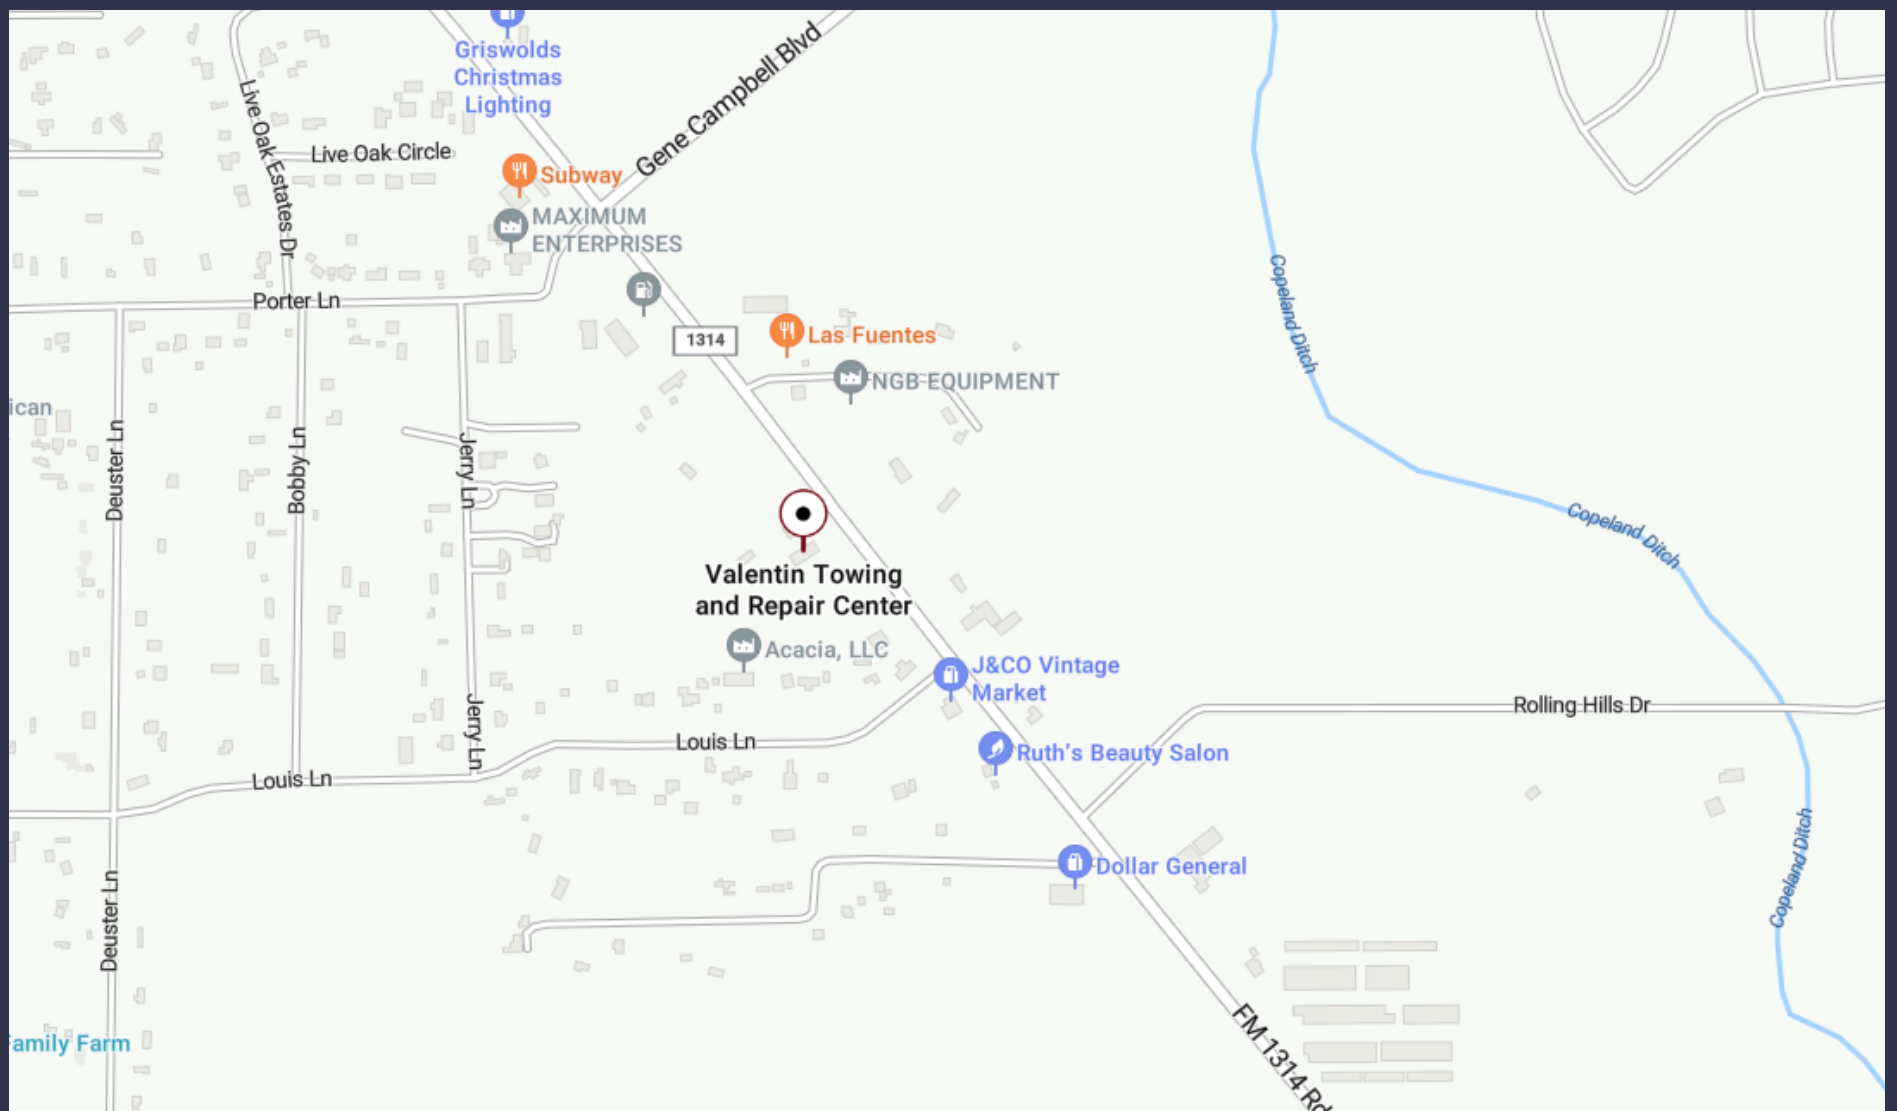 Griswolds
Christmas
Lighting
Gene Campbell Blvd
Live Oak Estates Dr
Live Oak Circle
Subway
MAXIMUM
ENTERPRISES
Porter Ln
1314
Las Fuentes
NGB EQUIPMENT
Copeland Ditch
ican
Deuster Ln
Bobby Ln
Jerry Ln
Copeland Ditch
Valentin Towing
and Repair Center
Acacia, LLC
J&CO Vintage
Market
Rolling Hills Dr
Jerry Ln
Louis Ln
Ruth's Beauty Salon
Louis Ln
Dollar General
Copeland Ditch
Deuster Ln
Family Farm
FM 1314 Rd